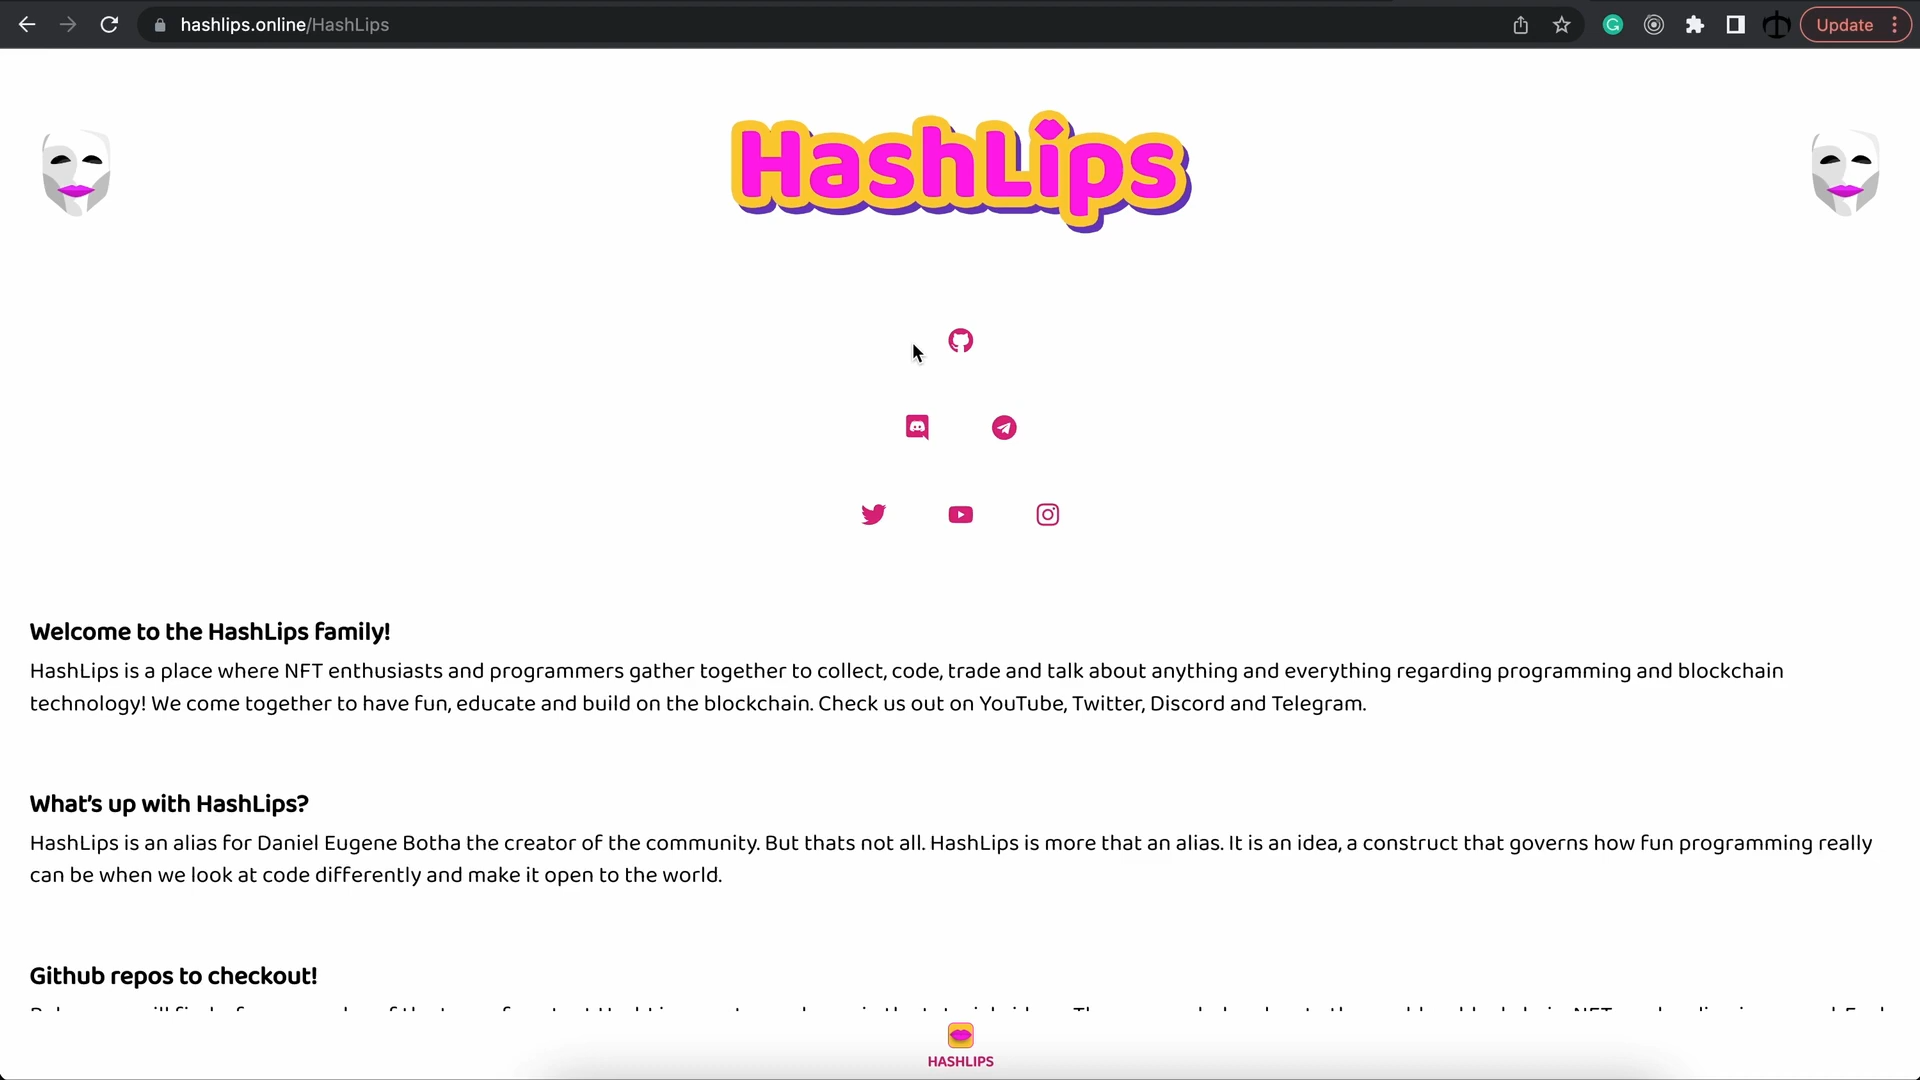 hashlips.online/HashLips
Update
HashLips
Welcome to the HashLips family!
HashLips is a place where NFT enthusiasts and programmers gather together to collect, code, trade and talk about anything and everything regarding programming and blockchain
technology! We come together to have fun, educate and build on the blockchain. Check us out on YouTube, Twitter, Discord and Telegram.
What's up with HashLips?
HashLips is an alias for Daniel Eugene Botha the creator of the community. But thats not all. HashLips is more that an alias. It is an idea, a construct that governs how fun programming really
can be when we look at code differently and make it open to the world.
Github repos to checkout!
HASHLIPS